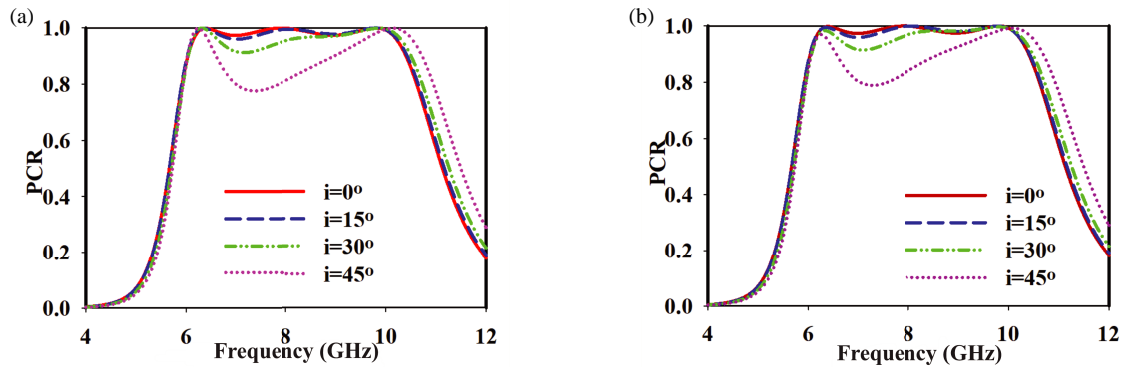 (a)
1.0
0.8
0.6
0.4
0.2
0.0
PCR
i=0º
i=15º
i=30º
i=45º
4 6 8 10 12
Frequency (GHz)
(b)
1.0
0.8
0.6
0.4
0.2
0.0
PCR
i=0º
i=15º
i=30º
i=45º
4 6 8 10 12
Frequency (GHz)